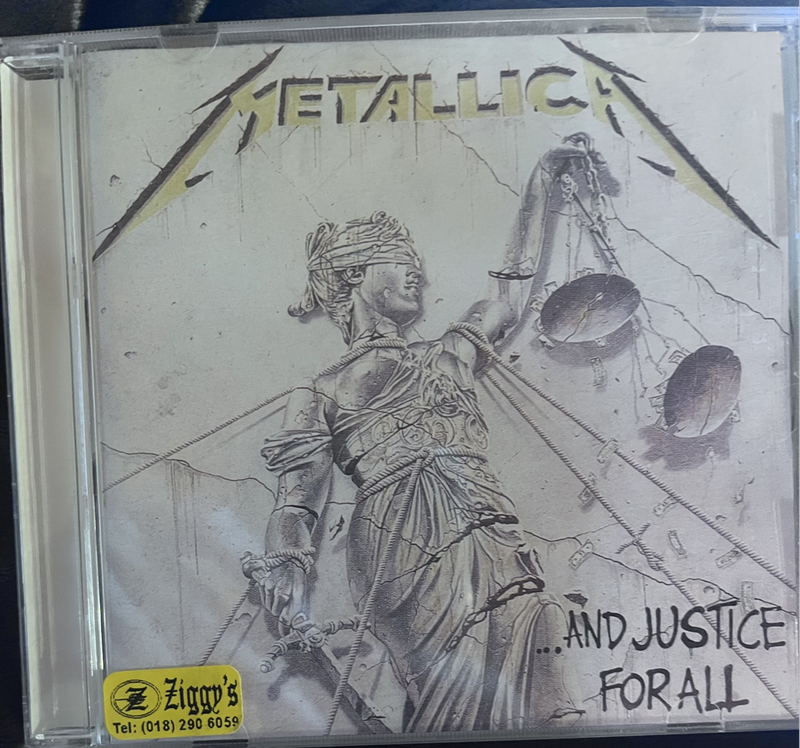 METALLICA
...AND JUSTICE
FOR ALL
Z Ziggy's
Tel: (018) 290 6059